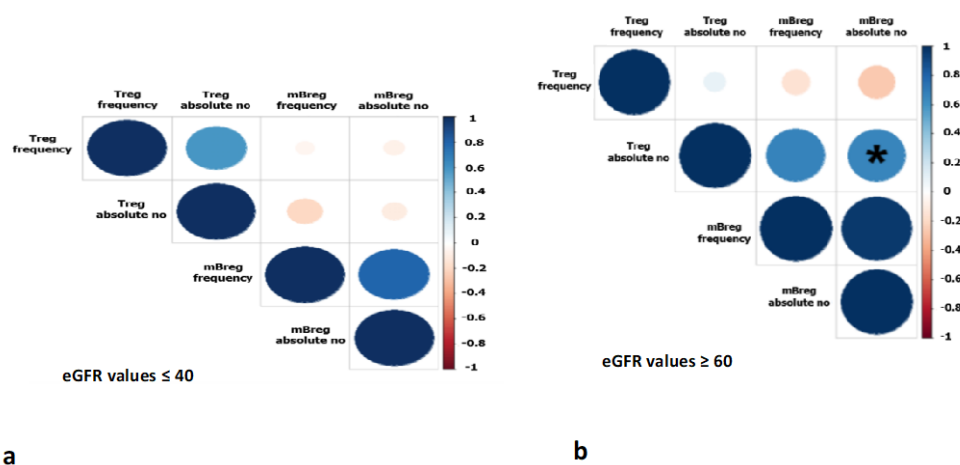 Treg frequency
Treg absolute no
mBreg frequency
mBreg absolute no
Treg frequency
Treg absolute no
mBreg frequency
mBreg absolute no
1
0.8
0.6
0.4
0.2
0
-0.2
-0.4
-0.6
-0.8
-1
eGFR values ≤ 40
a
Treg frequency
Treg absolute no
mBreg frequency
mBreg absolute no
Treg frequency
Treg absolute no
*
mBreg frequency
mBreg absolute no
1
0.8
0.6
0.4
0.2
0
-0.2
-0.4
-0.6
-0.8
-1
eGFR values ≥ 60
b